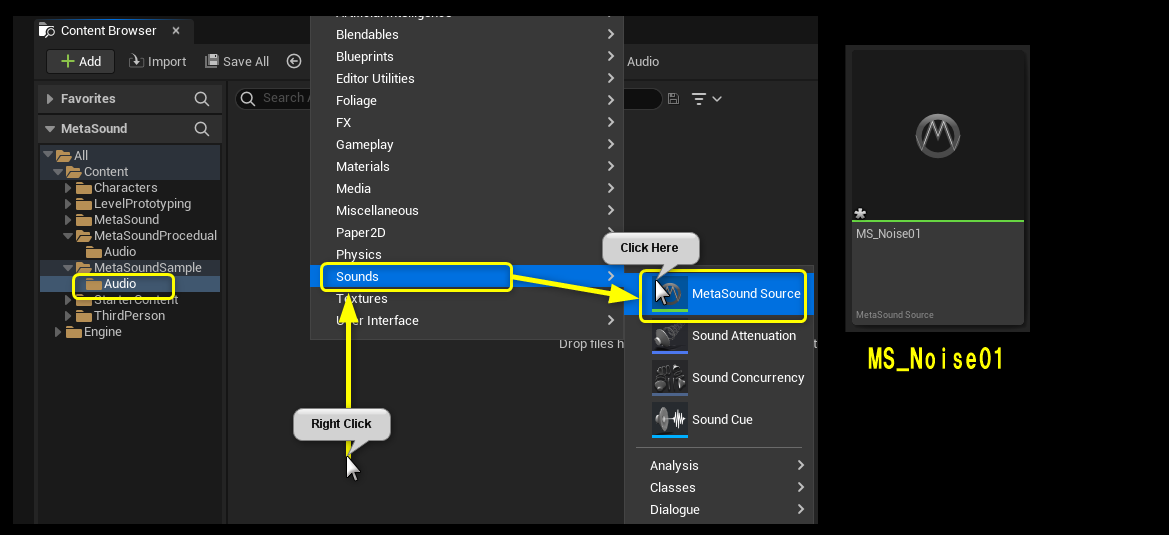 Content Browser
Artificial Intelligence
Blendables
Blueprints
Editor Utilities
Foliage
FX
Gameplay
Materials
Media
Miscellaneous
Paper2D
Physics
Sounds
Textures
User Interface
Add
Import
Save All
Audio
Favorites
Search
MetaSound
All
Content
Characters
LevelPrototyping
MetaSound
MetaSoundProcedual
Audio
MetaSoundSample
Audio
StarterContent
ThirdPerson
Engine
Click Here
MetaSound Source
Sound Attenuation
Sound Concurrency
Sound Cue
Analysis
Classes
Dialogue
Drop files
Right Click
MS_Noise01
MetaSound Source
MS_Noise01